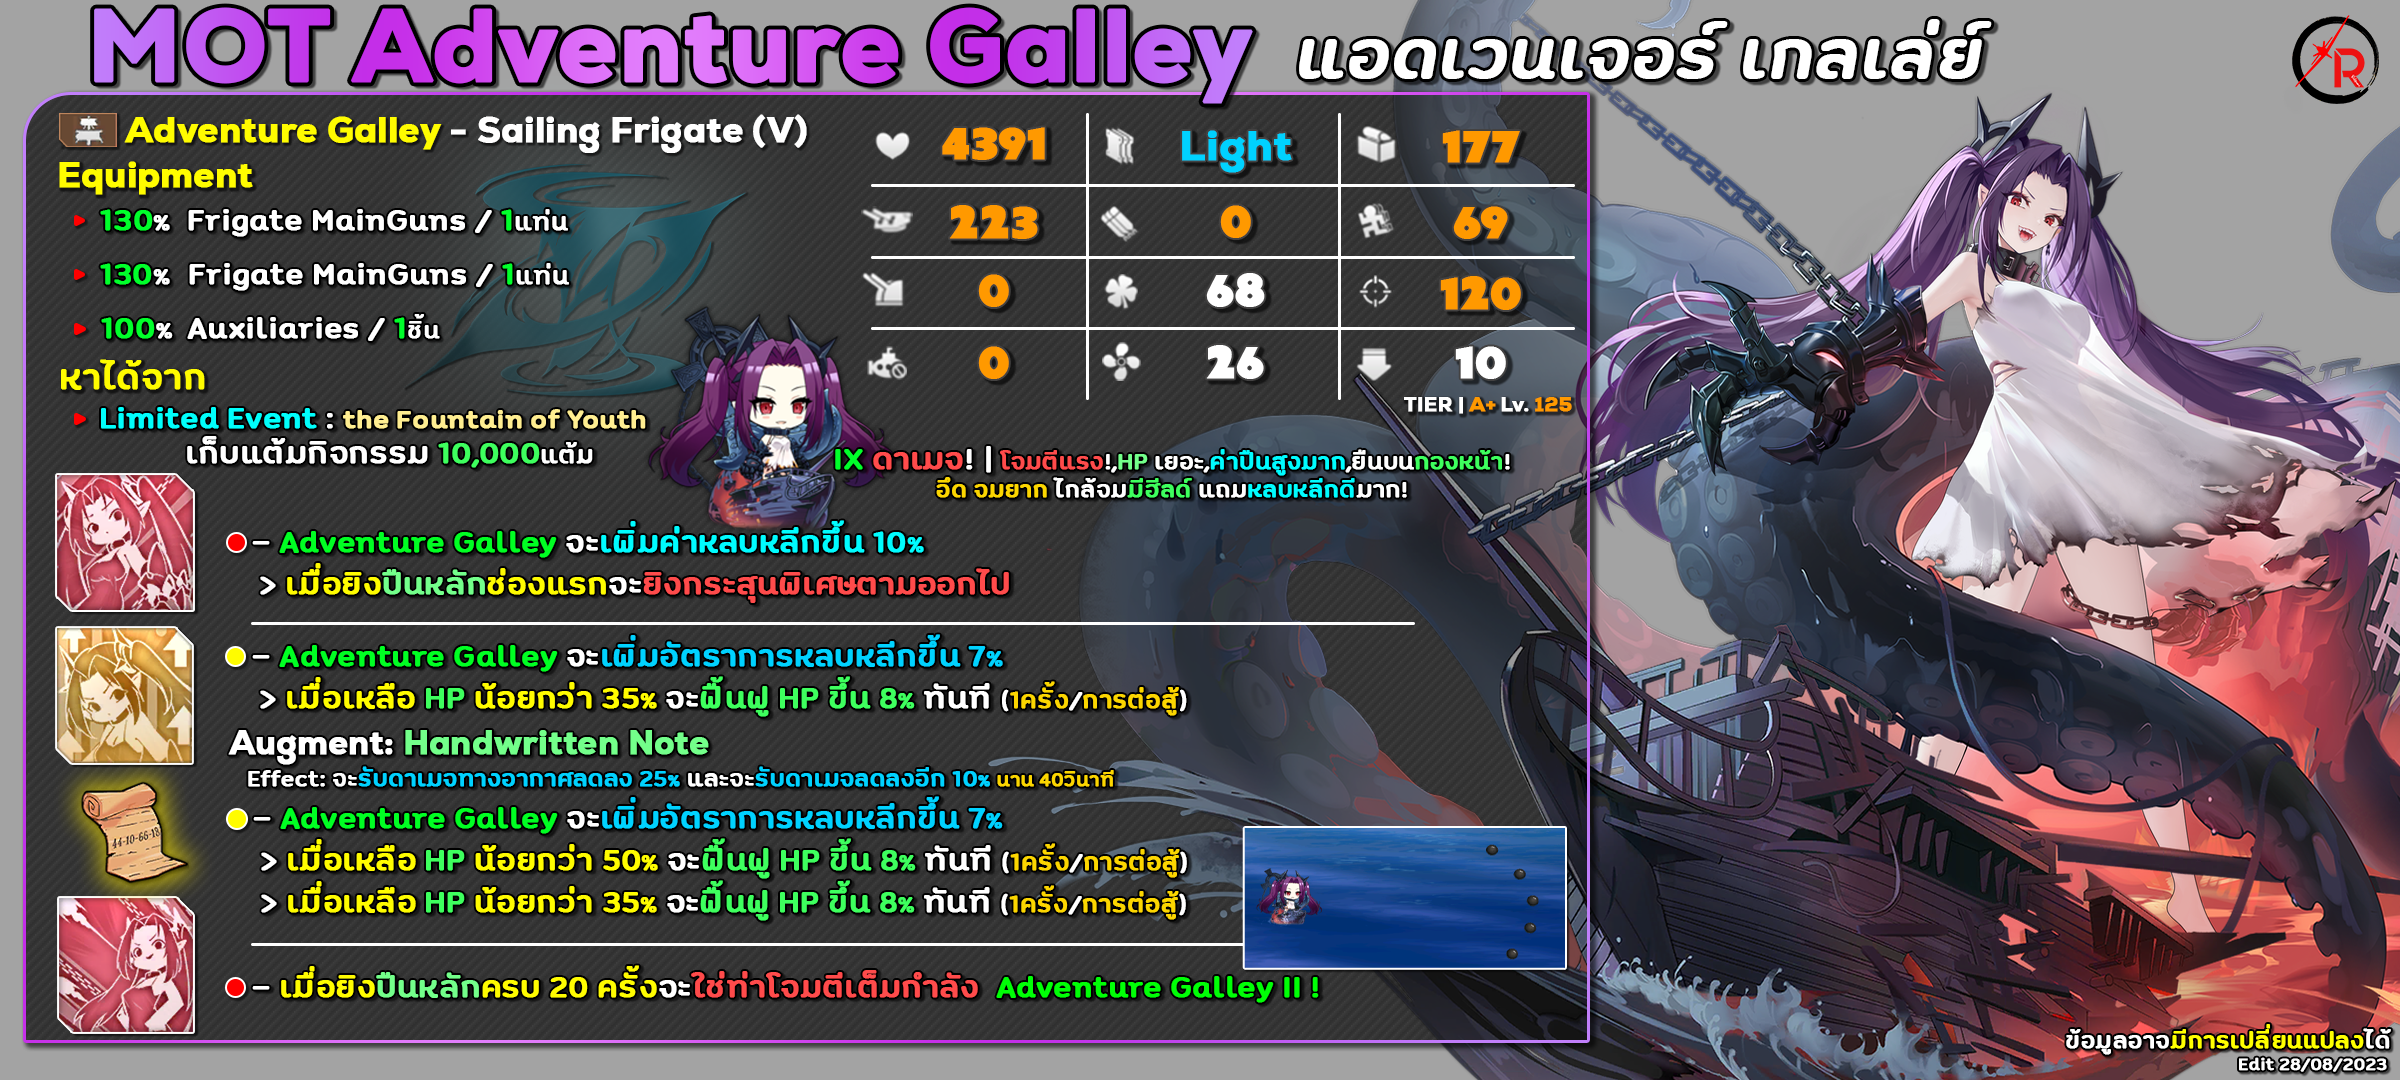 MOT Adventure Galley แอดเวนเจอร์ เกลเล่ย์
R
Adventure Galley - Sailing Frigate (V)
Equipment
130% Frigate MainGuns / 1แท่น
130% Frigate MainGuns / 1แท่น
100% Auxiliaries / 1ชิ้น
หาได้จาก
Limited Event : the Fountain of Youth
เก็บแต้มกิจกรรม 10,000แต้ม
4391 Light 177
223 0 69
0 68 120
0 26 10
TIER | A+ Lv. 125
IX ดาเมจ! | โจมตีแรง!,HP เยอะ,ค่าปืนสูงมาก,ยืนบนกองหน้า!
อึด จมยาก ไกล้จมมีฮีลด์ แถมหลบหลีกดีมาก!
– Adventure Galley จะเพิ่มค่าหลบหลีกขึ้น 10%
> เมื่อยิงปืนหลักช่องแรกจะยิงกระสุนพิเศษตามออกไป
– Adventure Galley จะเพิ่มอัตราการหลบหลีกขึ้น 7%
> เมื่อเหลือ HP น้อยกว่า 35% จะฟื้นฟู HP ขึ้น 8% ทันที (1ครั้ง/การต่อสู้)
Augment: Handwritten Note
Effect: จะรับดาเมจทางอากาศลดลง 25% และจะรับดาเมจลดลงอีก 10% นาน 40วินาที
44-10-66-18
– Adventure Galley จะเพิ่มอัตราการหลบหลีกขึ้น 7%
> เมื่อเหลือ HP น้อยกว่า 50% จะฟื้นฟู HP ขึ้น 8% ทันที (1ครั้ง/การต่อสู้)
> เมื่อเหลือ HP น้อยกว่า 35% จะฟื้นฟู HP ขึ้น 8% ทันที (1ครั้ง/การต่อสู้)
– เมื่อยิงปืนหลักครบ 20 ครั้งจะใช่ท่าโจมตีเต็มกำลัง Adventure Galley II !
ข้อมูลอาจมีการเปลี่ยนแปลงได้
Edit 28/08/2023